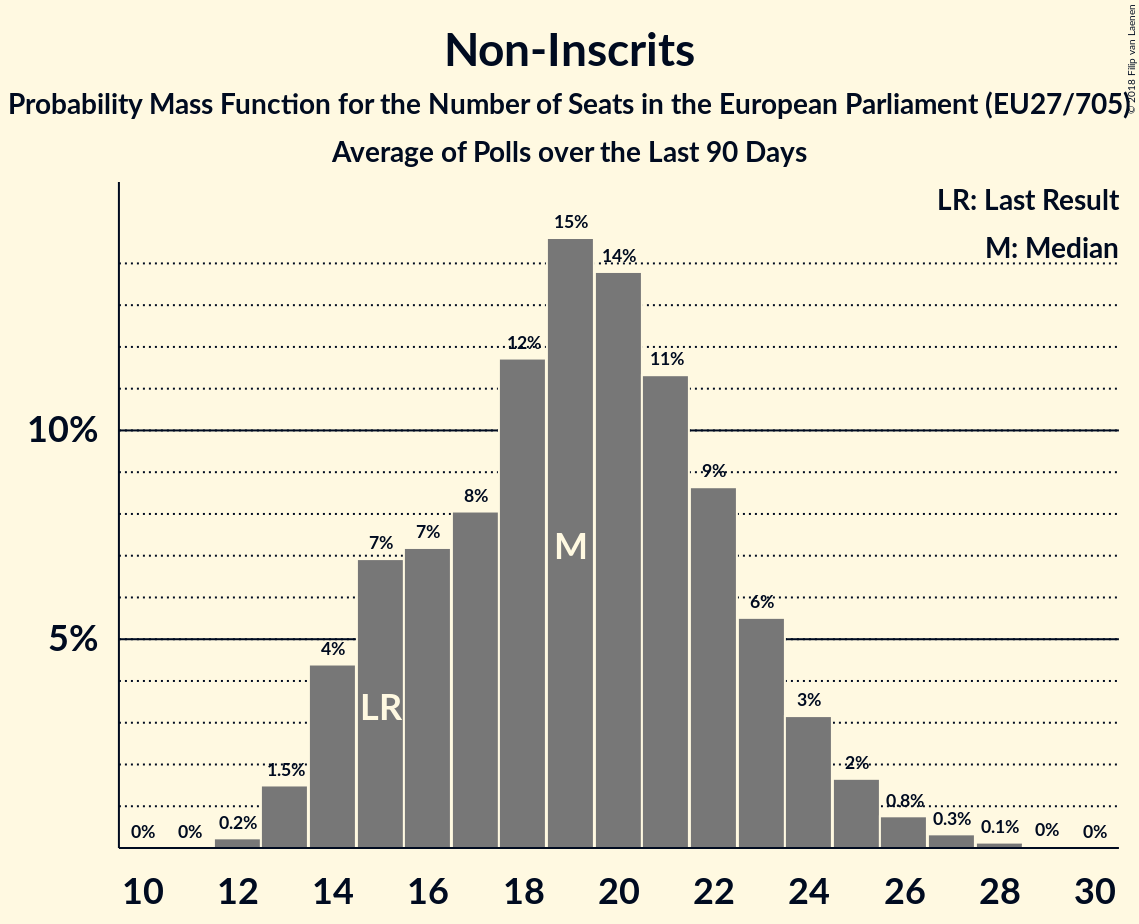 Non-Inscrits
Probability Mass Function for the Number of Seats in the European Parliament (EU27/705)
Average of Polls over the Last 90 Days
© 2018 Filip van Laenen
LR: Last Result
M: Median
15%
14%
12%
11%
10%
9%
8%
7%
7%
M
6%
5%
4%
LR
3%
2%
1.5%
0.8%
0.3%
0.2%
0.1%
0%
0%
0%
0%
10 12 14 16 18 20 22 24 26 28 30